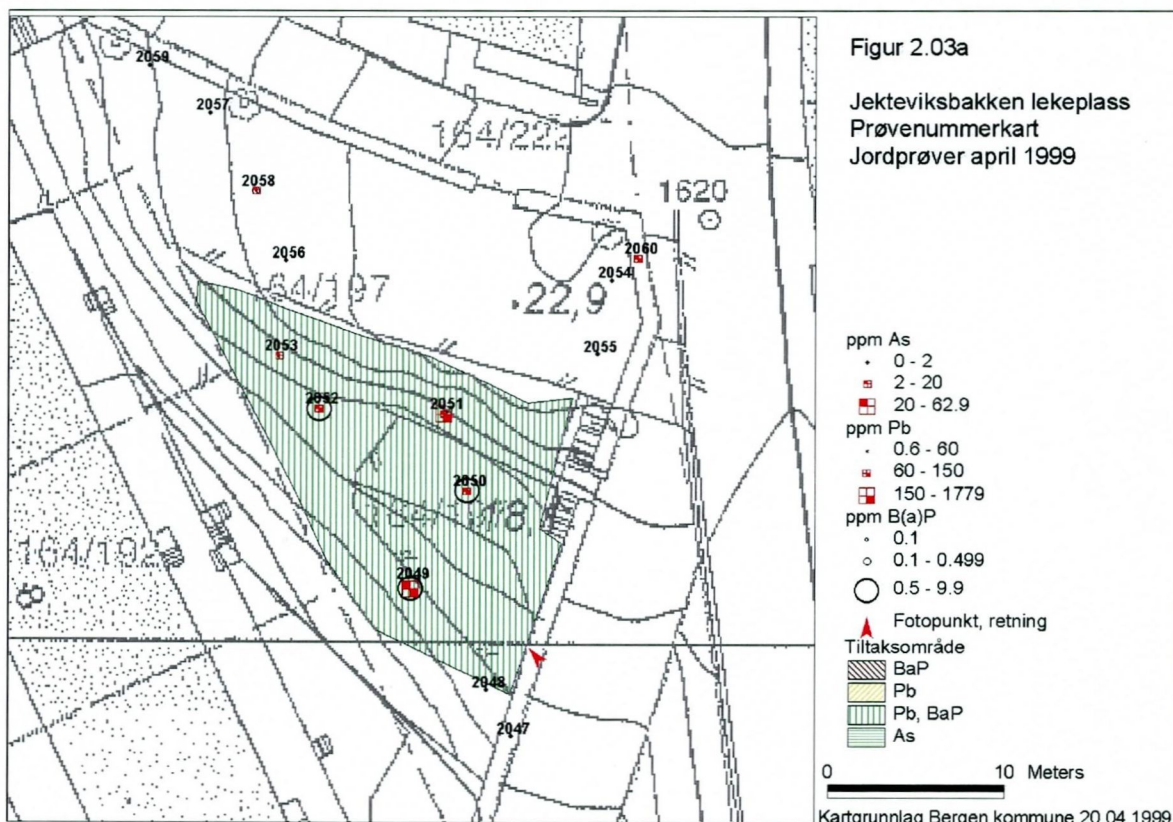 Figur 2.03a
Jekteviksbakken lekeplass
Prøvenummerkart
Jordprøver april 1999
2059
2057
164/222
2058
1620
2056
2060
2054
64/197
22,9
2055
2053
2052
2051
2050
164/192
8
2049
2048
2047
ppm As
0 - 2
2 - 20
20 - 62.9
ppm Pb
0.6 - 60
60 - 150
150 - 1779
ppm B(a)P
0.1
0.1 - 0.499
0.5 - 9.9
Fotopunkt, retning
Tiltaksområde
BaP
Pb
Pb, BaP
As
0 10 Meters
Kartgrunnlag Bergen kommune 20.04.1999